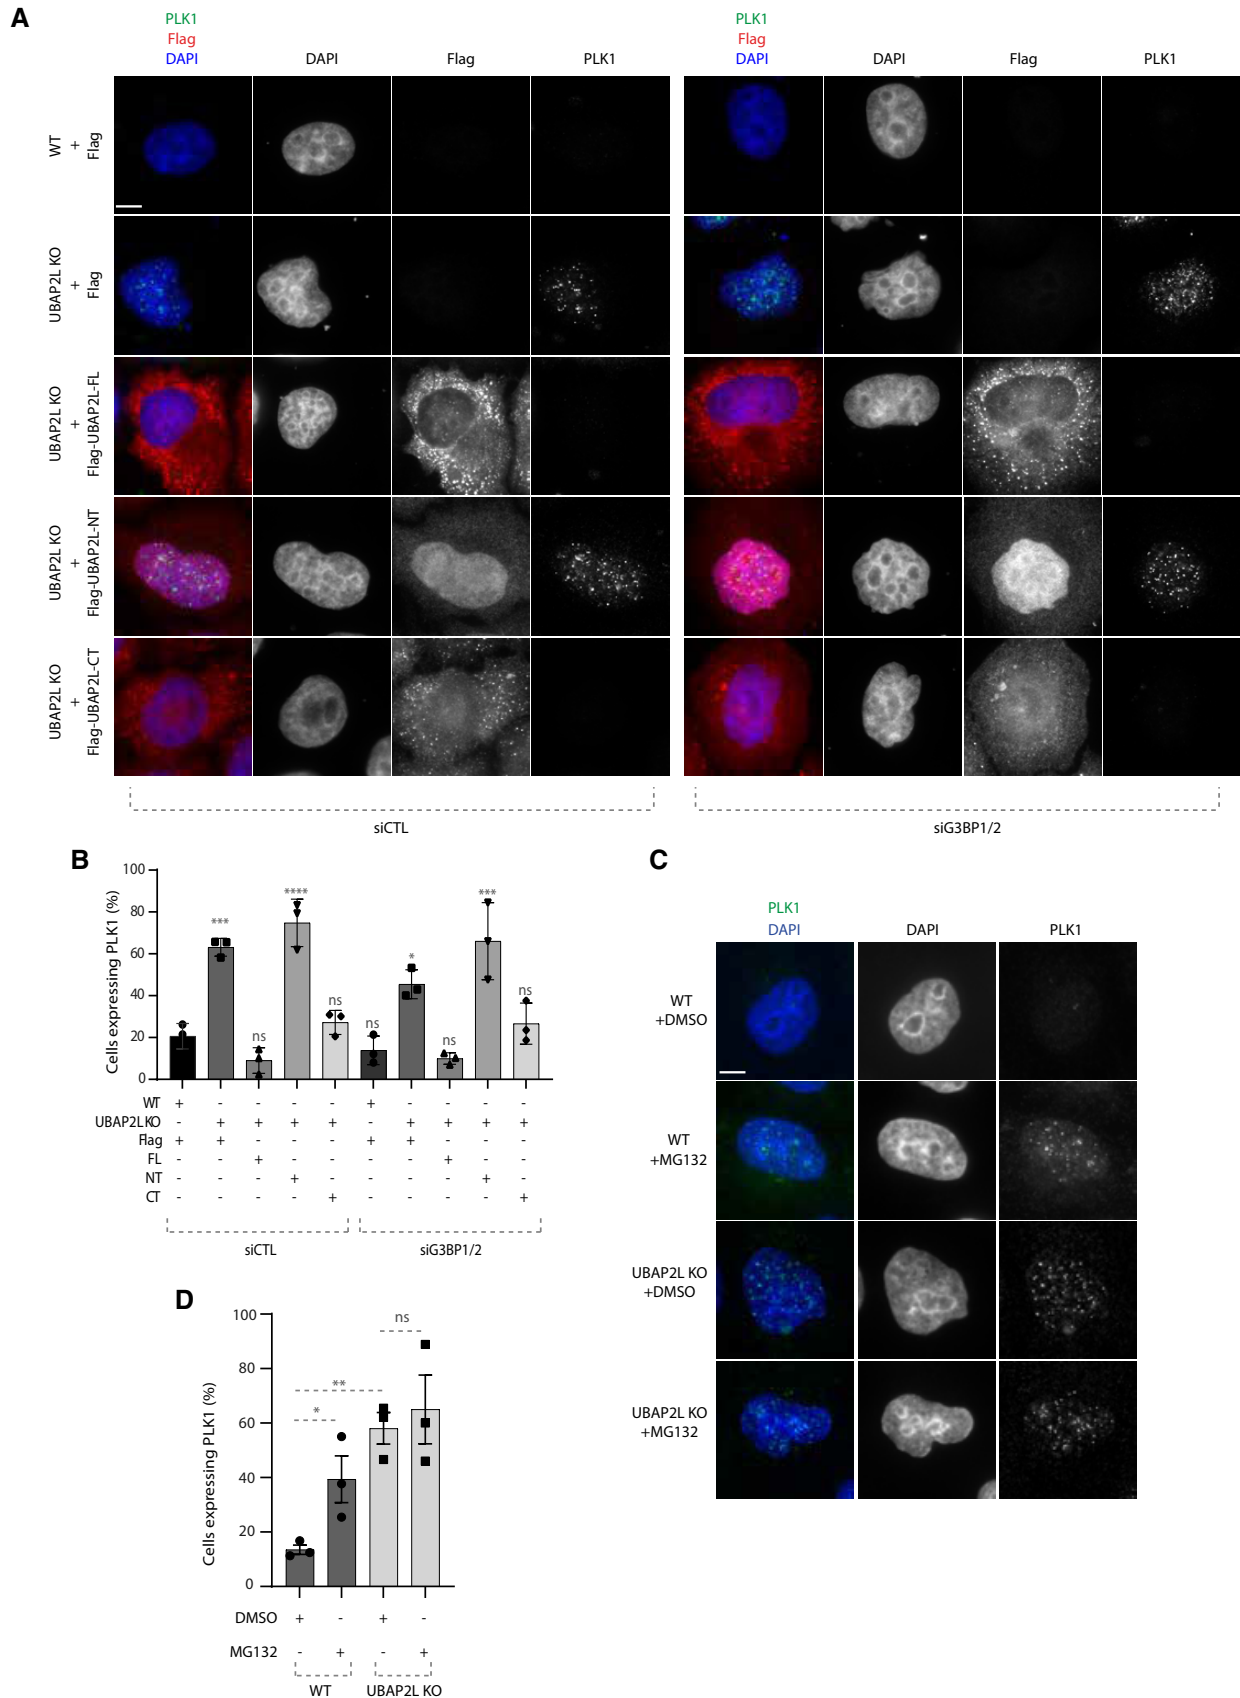 A
PLK1
Flag
DAPI
DAPI
Flag
PLK1
PLK1
Flag
DAPI
DAPI
Flag
PLK1
WT
+
Flag
UBAP2L KO
+
Flag
UBAP2L KO
+
Flag-UBAP2L-FL
UBAP2L KO
+
Flag-UBAP2L-NT
UBAP2L KO
+
Flag-UBAP2L-CT
siCTL
siG3BP1/2
B
Cells expressing PLK1 (%)
100
80
60
40
20
0
***
ns
****
ns
ns
*
ns
***
ns
WT + - - - - + - - - -
UBAP2LKO - + + + + - + + + +
Flag + + - - - + + - - -
FL - - + - - - - + - -
NT - - - + - - - - + -
CT - - - - + - - - - +
siCTL
siG3BP1/2
C
PLK1
DAPI
DAPI
PLK1
WT
+DMSO
WT
+MG132
UBAP2L KO
+DMSO
UBAP2L KO
+MG132
D
Cells expressing PLK1 (%)
100
80
60
40
20
0
*
**
ns
DMSO + - + -
MG132 - + - +
WT
UBAP2L KO